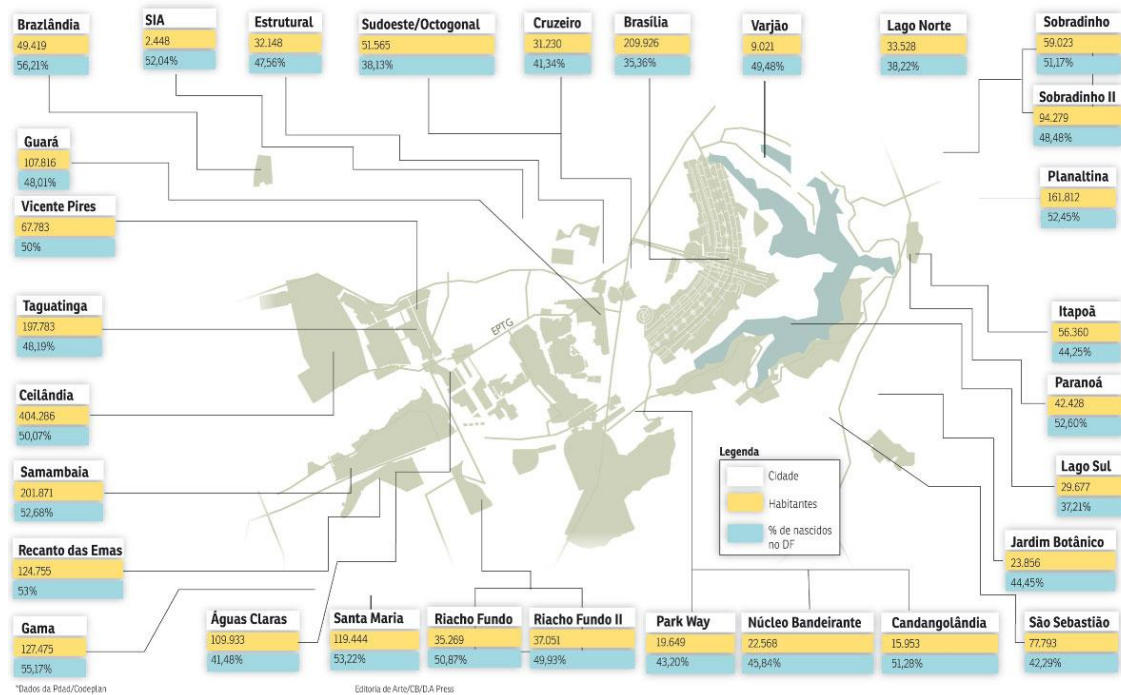 Brazlândia
49.419
56,21%
SIA
2.448
52,04%
Estrutural
32.148
47,56%
Sudoeste/Octogonal
51.565
38,13%
Cruzeiro
31.230
41,34%
Brasília
209.926
35,36%
Varjão
9.021
49,48%
Lago Norte
33.528
38,22%
Sobradinho
59.023
51,17%
Sobradinho II
94.279
48,48%
Guará
107.816
48,01%
Planaltina
161.812
52,45%
Vicente Pires
67.783
50%
Taguatinga
197.783
48,19%
EPTG
Itapoã
56.360
44,25%
Ceilândia
404.286
50,07%
Paranoá
42.428
52,60%
Samambaia
201.871
52,68%
Legenda
Cidade
Habitantes
% de nascidos
no DF
Lago Sul
29.677
37,21%
Recanto das Emas
124.755
53%
Jardim Botânico
23.856
44,45%
Gama
127.475
55,17%
Águas Claras
109.933
41,48%
Santa Maria
119.444
53,22%
Riacho Fundo
35.269
50,87%
Riacho Fundo II
37.051
49,93%
Park Way
19.649
43,20%
Núcleo Bandeirante
22.568
45,84%
Candangolândia
15.953
51,28%
São Sebastião
77.793
42,29%
*Dados da Pdad/Codeplan
Editoria de Arte/CB/D.A Press